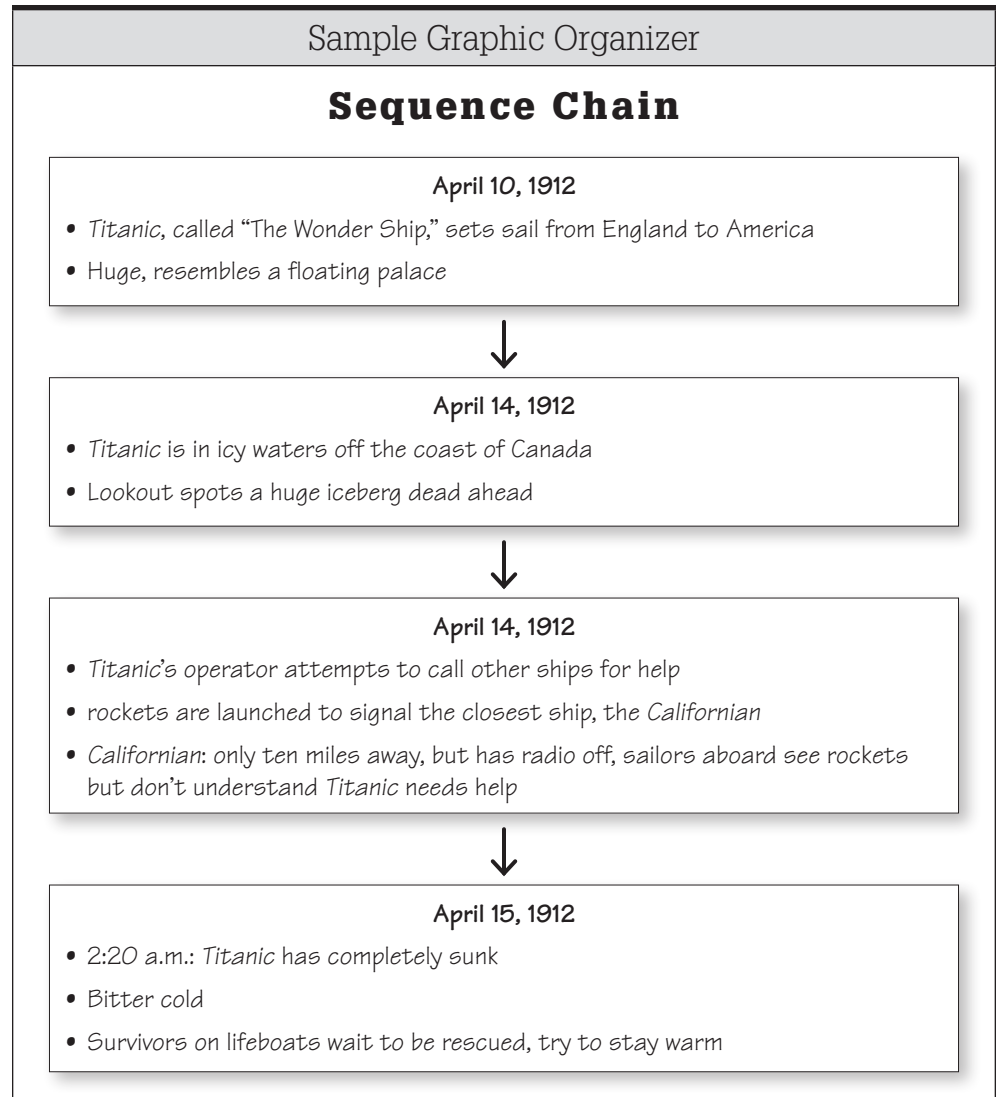 Sample Graphic Organizer
Sequence Chain
April 10, 1912
• Titanic, called “The Wonder Ship,” sets sail from England to America
• Huge, resembles a floating palace
April 14, 1912
• Titanic is in icy waters off the coast of Canada
• Lookout spots a huge iceberg dead ahead
April 14, 1912
• Titanic’s operator attempts to call other ships for help
• rockets are launched to signal the closest ship, the Californian
• Californian: only ten miles away, but has radio off, sailors aboard see rockets
but don’t understand Titanic needs help
April 15, 1912
• 2:20 a.m.: Titanic has completely sunk
• Bitter cold
• Survivors on lifeboats wait to be rescued, try to stay warm